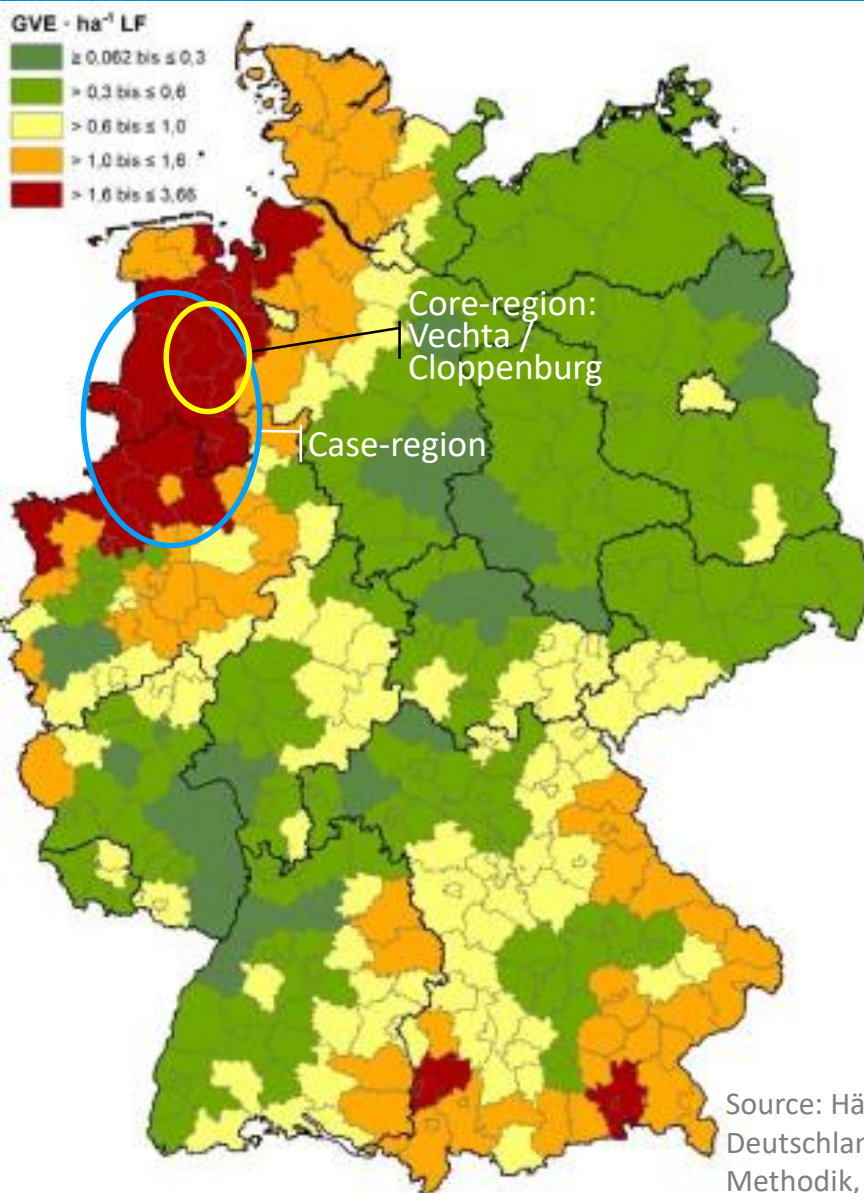 GVE · ha⁻¹ LF
≥ 0,062 bis ≤ 0,3
> 0,3 bis ≤ 0,6
> 0,6 bis ≤ 1,0
> 1,0 bis ≤ 1,6 *
> 1,6 bis ≤ 3,66
Core-region:
Vechta /
Cloppenburg
Case-region
Source: Hä
Deutschlan
Methodik,